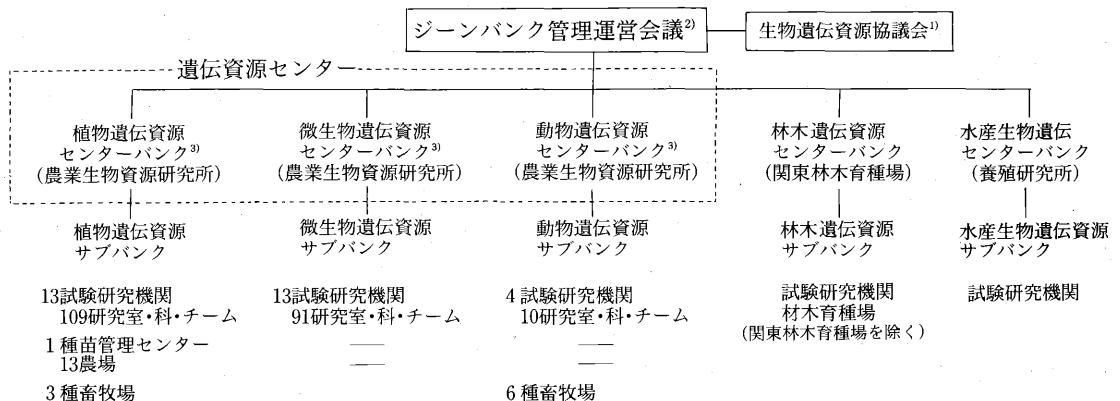 ジーンバンク管理運営会議2)
生物遺伝資源協議会1)
遺伝資源センター
植物遺伝資源
センターバンク3)
(農業生物資源研究所)
微生物遺伝資源
センターバンク3)
(農業生物資源研究所)
動物遺伝資源
センターバンク3)
(農業生物資源研究所)
林木遺伝資源
センターバンク
(関東林木育種場)
水産生物遺伝
センターバンク
(養殖研究所)
植物遺伝資源
サブバンク
微生物遺伝資源
サブバンク
動物遺伝資源
サブバンク
林木遺伝資源
サブバンク
水産生物遺伝資源
サブバンク
13試験研究機関
109研究室・科・チーム
1種苗管理センター
13農場
3種畜牧場
13試験研究機関
91研究室・科・チーム
4試験研究機関
10研究室・科・チーム
6種畜牧場
試験研究機関
材木育種場
(関東林木育種場を除く)
試験研究機関